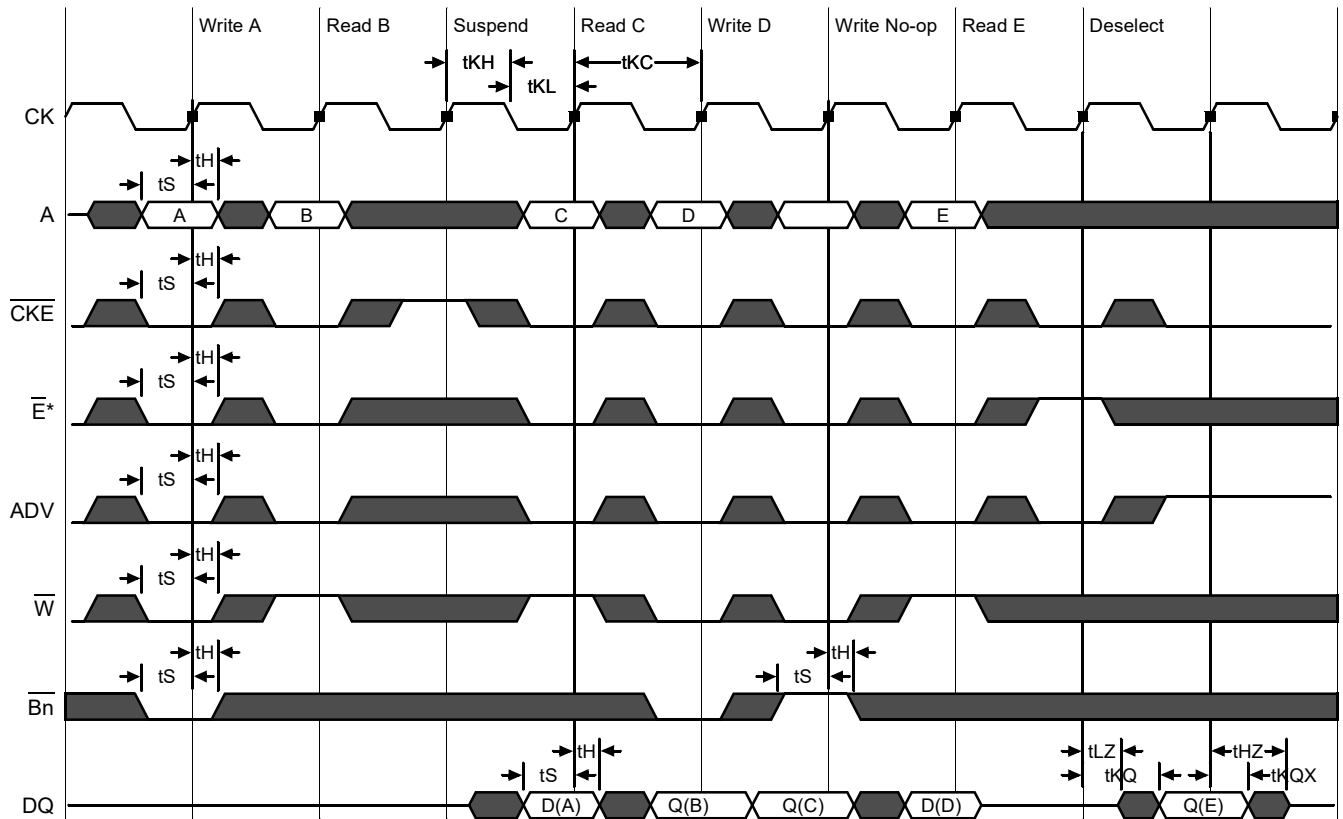 Write A Read B Suspend Read C Write D Write No-op Read E Deselect
tKH tKC
tKL
CK
tH
tS
A A B C D E
tH
tS
CKE
tH
tS
E*
tH
tS
ADV
tH
tS
W
tH tH
tS tS
Bn
tH tLZ tHZ
tS tKQ tKQX
DQ D(A) Q(B) Q(C) D(D) Q(E)